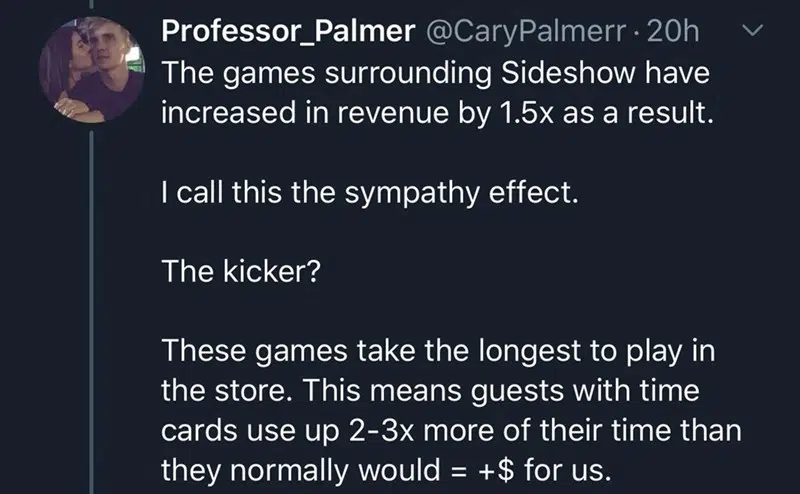 Professor_Palmer @CaryPalmerr · 20h
The games surrounding Sideshow have
increased in revenue by 1.5x as a result.
I call this the sympathy effect.
The kicker?
These games take the longest to play in
the store. This means guests with time
cards use up 2-3x more of their time than
they normally would = +$ for us.